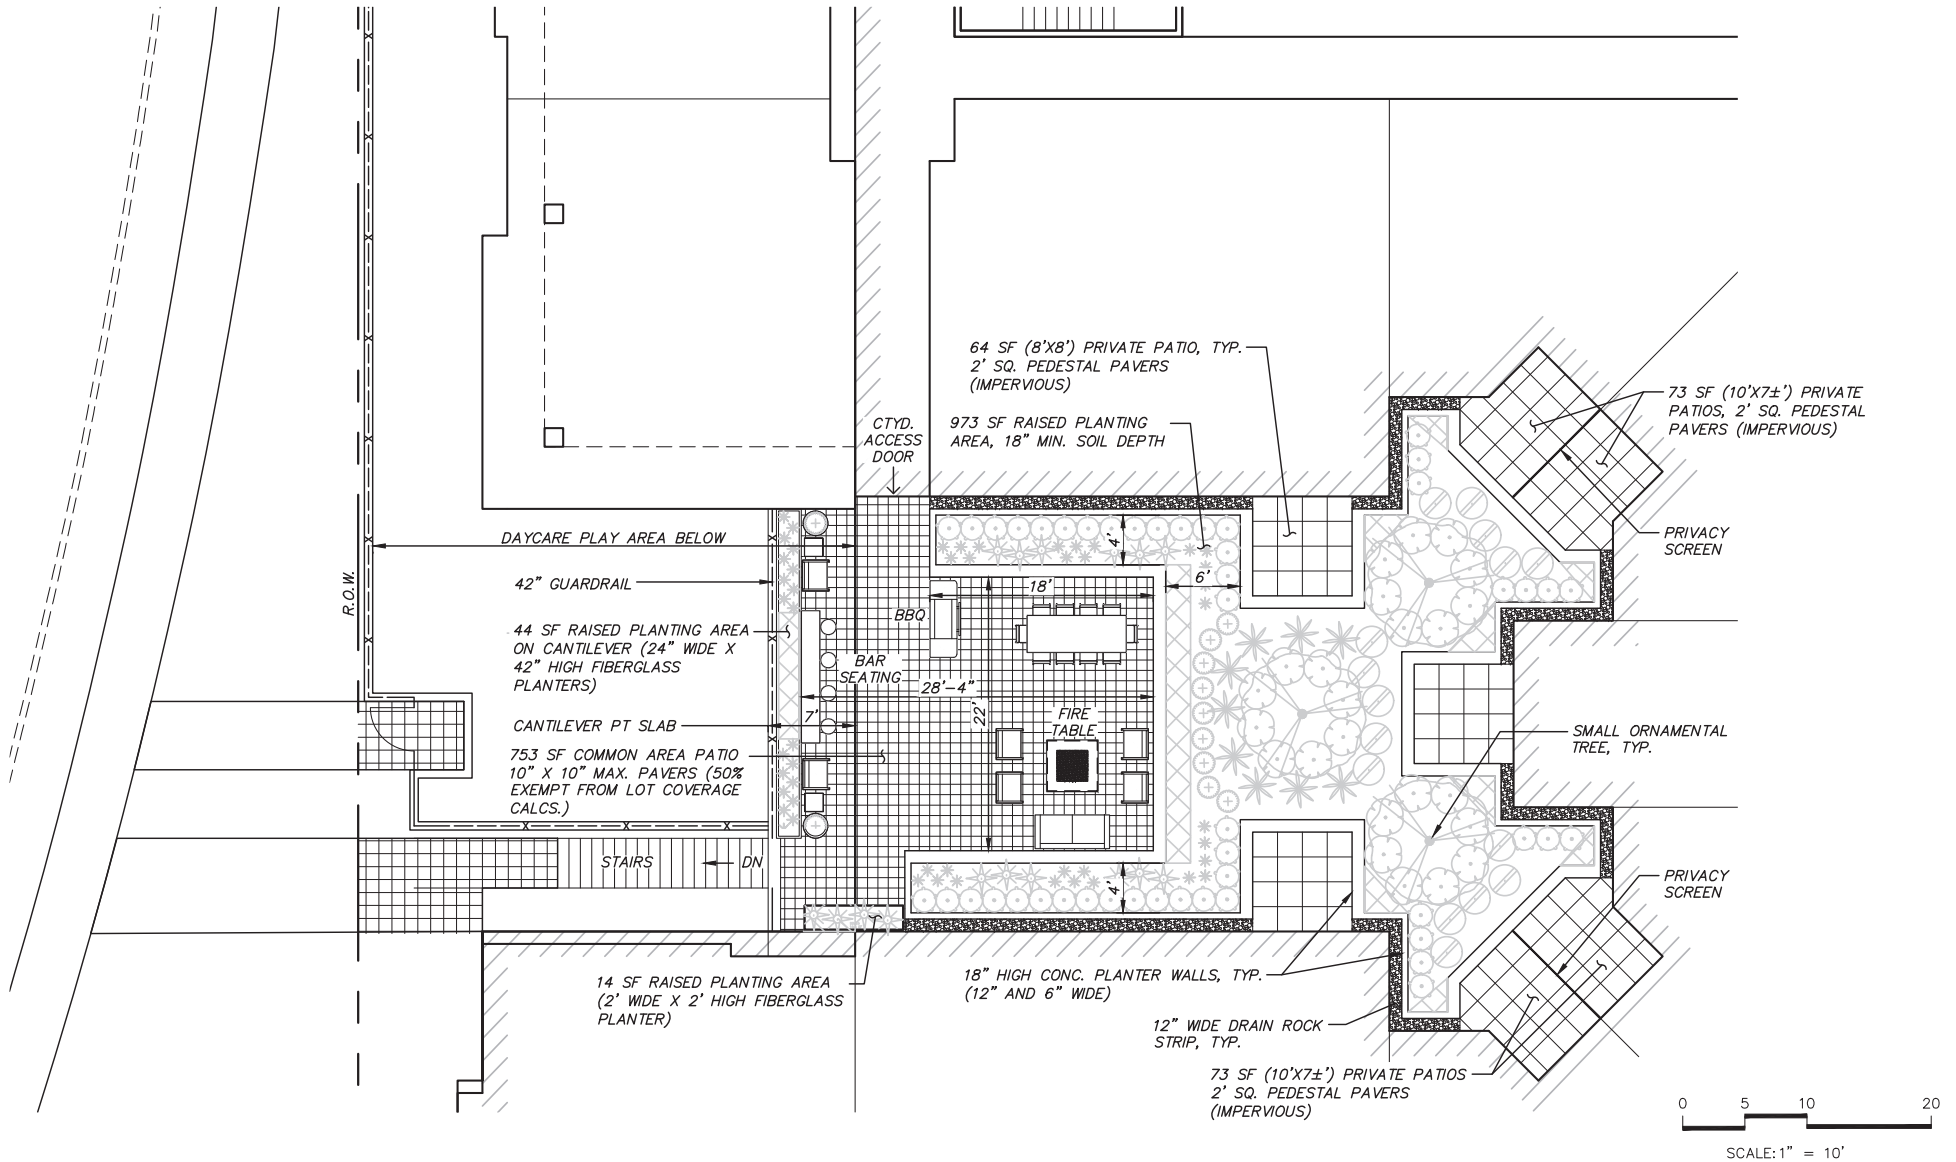 64 SF (8'X8') PRIVATE PATIO, TYP.
2' SQ. PEDESTAL PAVERS
(IMPERVIOUS)
73 SF (10'X7±') PRIVATE
PATIOS, 2' SQ. PEDESTAL
PAVERS (IMPERVIOUS)
CTYD.
ACCESS
DOOR
973 SF RAISED PLANTING
AREA, 18" MIN. SOIL DEPTH
PRIVACY
SCREEN
DAYCARE PLAY AREA BELOW
4'
R.O.W.
42" GUARDRAIL
18'
6'
BBQ
44 SF RAISED PLANTING AREA
ON CANTILEVER (24" WIDE X
42" HIGH FIBERGLASS
PLANTERS)
BAR
SEATING
28'-4"
22'
7'
CANTILEVER PT SLAB
FIRE
TABLE
SMALL ORNAMENTAL
TREE, TYP.
753 SF COMMON AREA PATIO
10" X 10" MAX. PAVERS (50%
EXEMPT FROM LOT COVERAGE
CALCS.)
STAIRS
DN
4'
PRIVACY
SCREEN
14 SF RAISED PLANTING AREA
(2' WIDE X 2' HIGH FIBERGLASS
PLANTER)
18" HIGH CONC. PLANTER WALLS, TYP.
(12" AND 6" WIDE)
12" WIDE DRAIN ROCK
STRIP, TYP.
73 SF (10'X7±') PRIVATE PATIOS
2' SQ. PEDESTAL PAVERS
(IMPERVIOUS)
0 5 10 20
SCALE: 1" = 10'